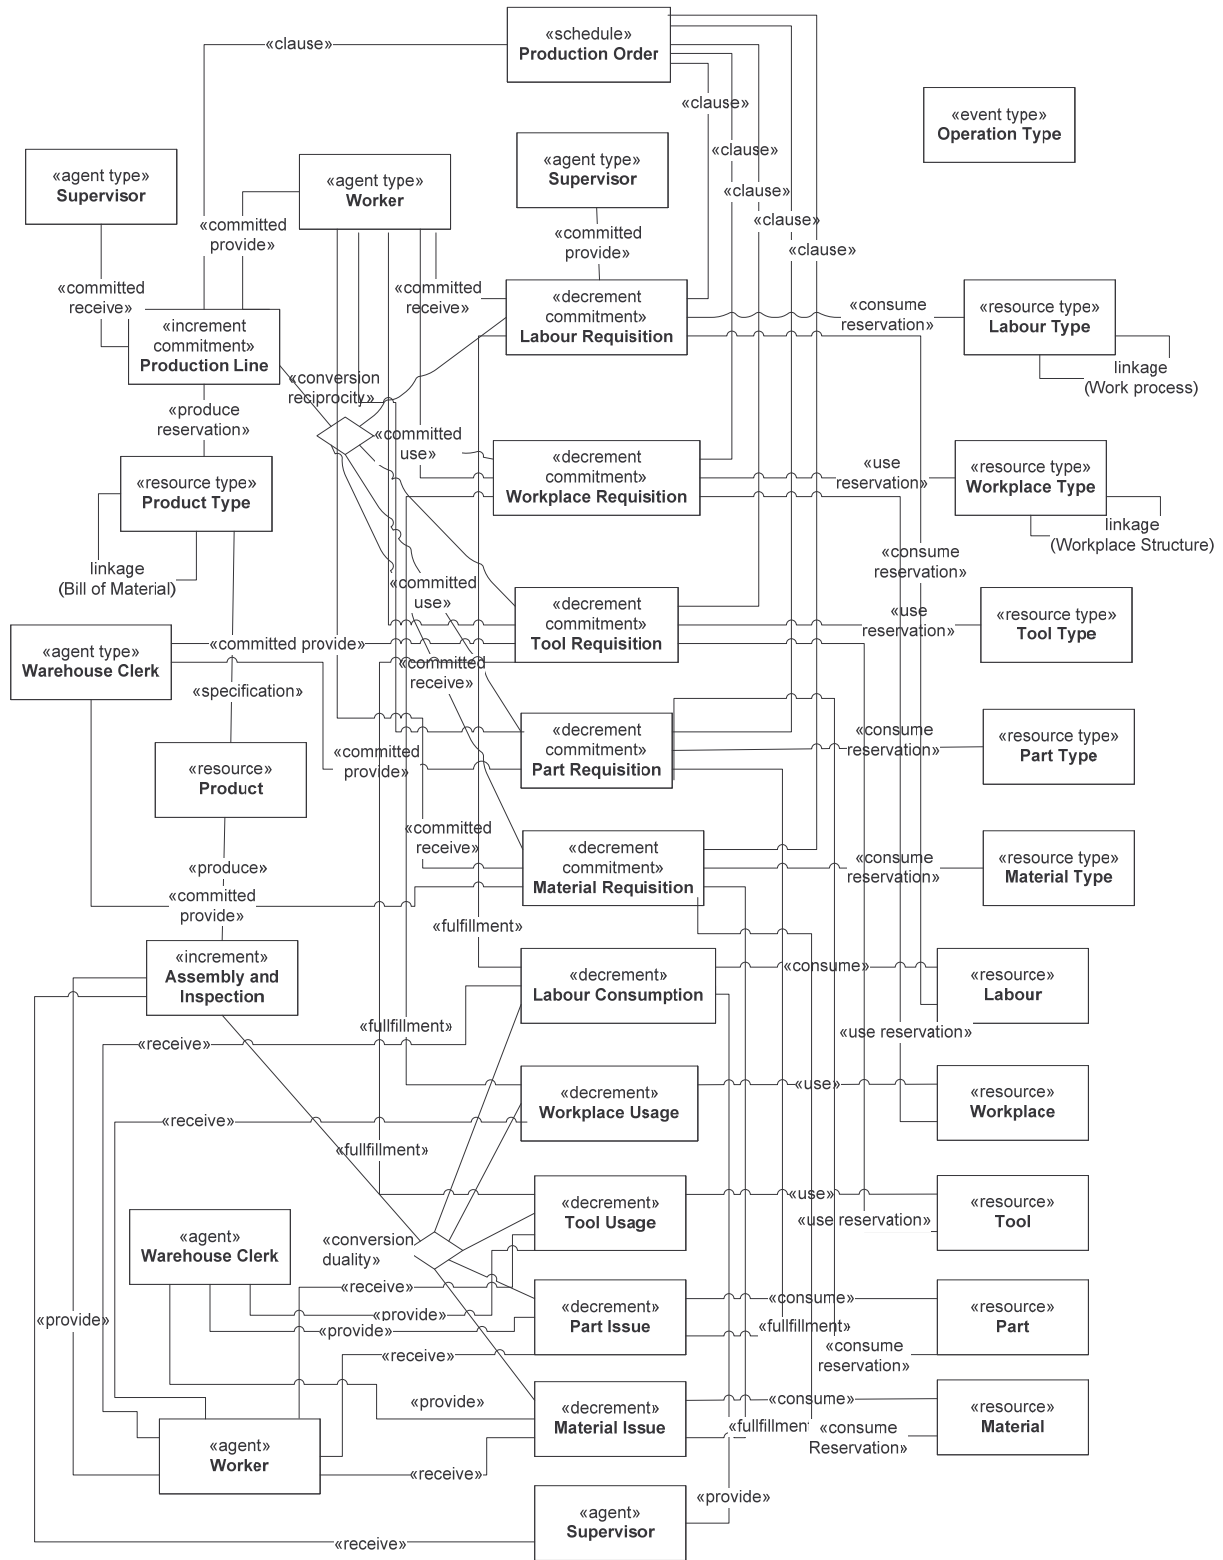 «schedule»
Production Order
«clause»
«clause»
«clause»
«clause»
«clause»
«clause»
«event type»
Operation Type
«agent type»
Supervisor
«agent type»
Worker
«agent type»
Supervisor
«committed
provide»
«committed
provide»
«committed
receive»
«committed
receive»
«increment
commitment»
Production Line
«decrement
commitment»
Labour Requisition
«consume
reservation»
«resource type»
Labour Type
linkage
(Work process)
«conversion
reciprocity»
«produce
reservation»
«committed
use»
«resource type»
Product Type
linkage
(Bill of Material)
«decrement
commitment»
Workplace Requisition
«use
reservation»
«resource type»
Workplace Type
linkage
(Workplace Structure)
«consume
reservation»
«committed
use»
«decrement
commitment»
Tool Requisition
«use
reservation»
«resource type»
Tool Type
«agent type»
Warehouse Clerk
«committed provide»
«committed
receive»
«specification»
«resource»
Product
«committed
provide»
«decrement
commitment»
Part Requisition
«consume
reservation»
«resource type»
Part Type
«committed
receive»
«decrement
commitment»
Material Requisition
«consume
reservation»
«resource type»
Material Type
«produce»
«committed
provide»
«fulfillment»
«increment»
Assembly and
Inspection
«decrement»
Labour Consumption
«consume»
«resource»
Labour
«fullfillment»
«receive»
«use reservation»
«decrement»
Workplace Usage
«use»
«resource»
Workplace
«receive»
«fullfillment»
«decrement»
Tool Usage
«use»
«use reservation»
«resource»
Tool
«agent»
Warehouse Clerk
«conversion
duality»
«receive»
«provide»
«provide»
«provide»
«decrement»
Part Issue
«consume»
«fullfillment»
«resource»
Part
«receive»
«consume
reservation»
«provide»
«decrement»
Material Issue
«consume»
«fullfillment
«consume
Reservation»
«resource»
Material
«agent»
Worker
«receive»
«provide»
«agent»
Supervisor
«receive»